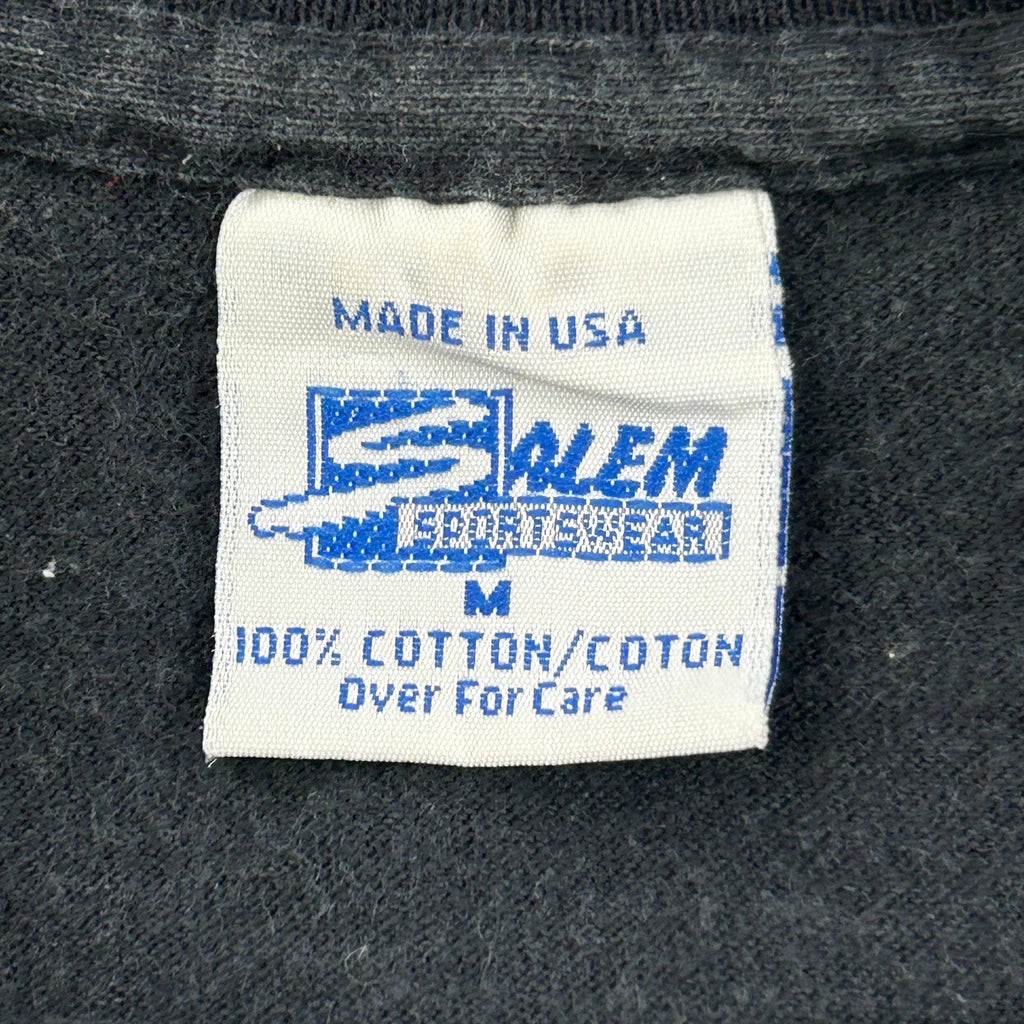 MADE IN USA
SALEM
SPORTSWEAR
M
100% COTTON/COTON
Over For Care